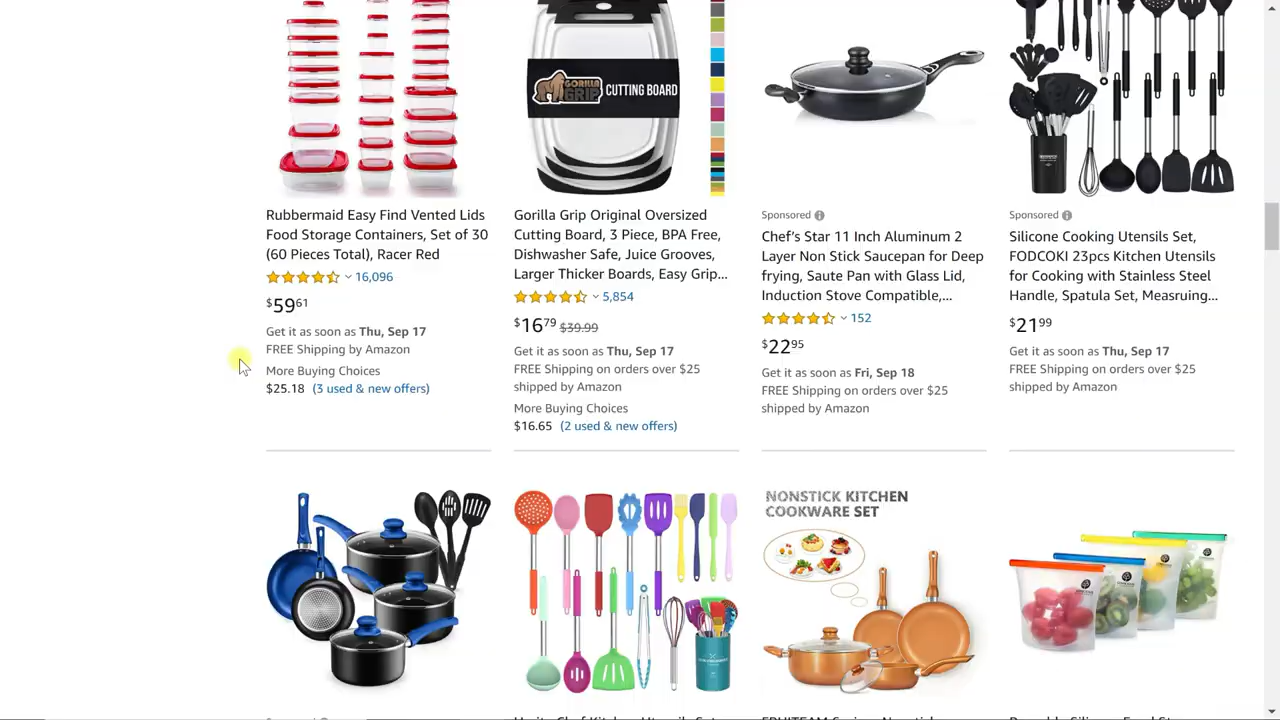 GORILLA GRIP
CUTTING BOARD
Rubbermaid Easy Find Vented Lids
Food Storage Containers, Set of 30
(60 Pieces Total), Racer Red
16,096
$59 61
Get it as soon as Thu, Sep 17
FREE Shipping by Amazon
More Buying Choices
$25.18 (3 used & new offers)
Gorilla Grip Original Oversized
Cutting Board, 3 Piece, BPA Free,
Dishwasher Safe, Juice Grooves,
Larger Thicker Boards, Easy Grip...
5,854
$16 79 $39.99
Get it as soon as Thu, Sep 17
FREE Shipping on orders over $25
shipped by Amazon
More Buying Choices
$16.65 (2 used & new offers)
Sponsored
Chef's Star 11 Inch Aluminum 2
Layer Non Stick Saucepan for Deep
frying, Saute Pan with Glass Lid,
Induction Stove Compatible,...
152
$22 95
Get it as soon as Fri, Sep 18
FREE Shipping on orders over $25
shipped by Amazon
Sponsored
Silicone Cooking Utensils Set,
FODCOKI 23pcs Kitchen Utensils
for Cooking with Stainless Steel
Handle, Spatula Set, Measruing...
$21 99
Get it as soon as Thu, Sep 17
FREE Shipping on orders over $25
shipped by Amazon
NONSTICK KITCHEN
COOKWARE SET